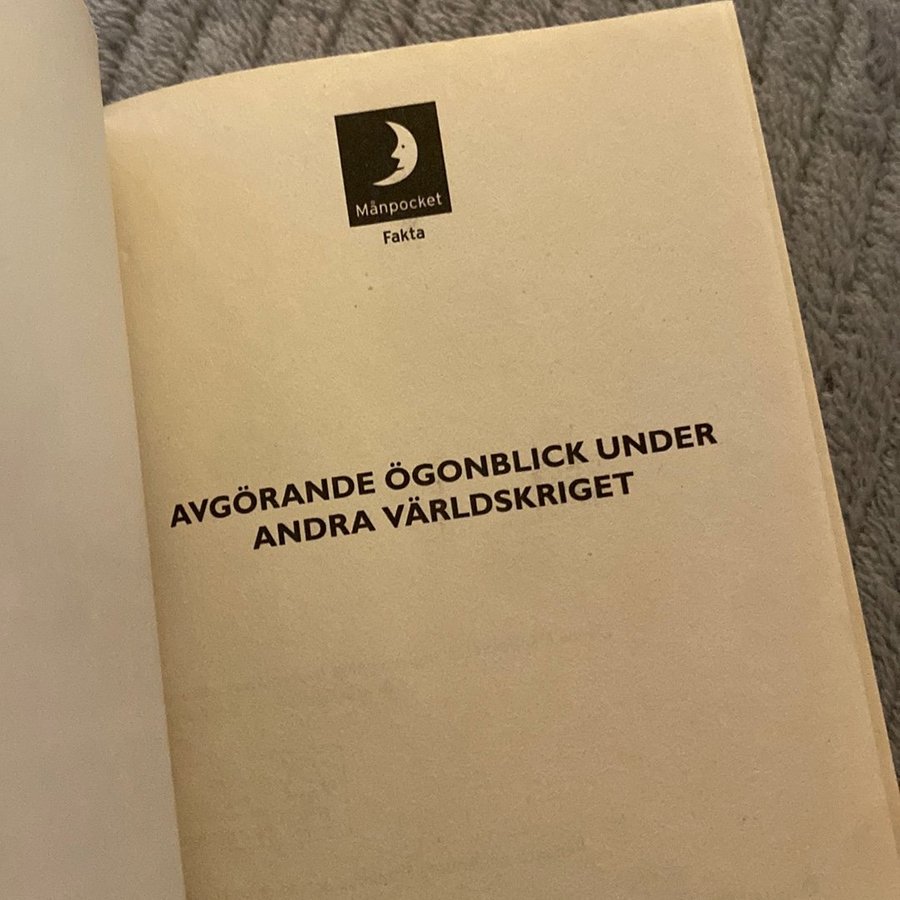 Månpocket
Fakta
AVGÖRANDE ÖGONBLICK UNDER
ANDRA VÄRLDSKRIGET